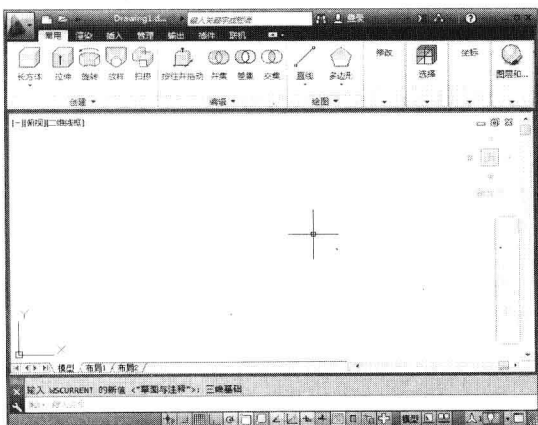 Drawing1.d... 键入关键字或短语 登录
常用 渲染 插入 管理 输出 插件 联机
长方体 拉伸 旋转 放样 扫掠 按住并拖动 并集 差集 交集 直线 多边形 修改 选择 坐标 图层和...
创建 编辑 绘图
[-][俯视][二维线框]
Y
X
模型 布局1 布局2
输入 WSCURRENT 的新值 <"草图与注释">: 三维基础
模型